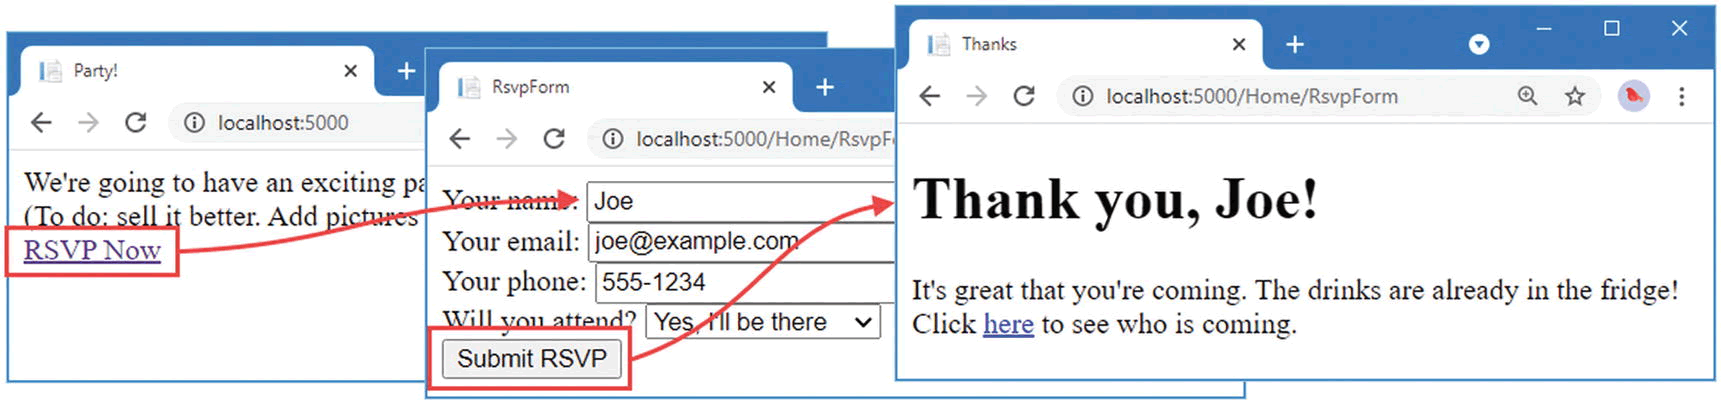 Party!
localhost:5000
We're going to have an exciting
(To do: sell it better. Add pictures
RSVP Now
RsvpForm
localhost:5000/Home/Rsvp
Your name: Joe
Your email: joe@example.com
Your phone: 555-1234
Will you attend? Yes, I'll be there
Submit RSVP
Thanks
localhost:5000/Home/RsvpForm
Thank you, Joe!
It's great that you're coming. The drinks are already in the fridge!
Click here to see who is coming.